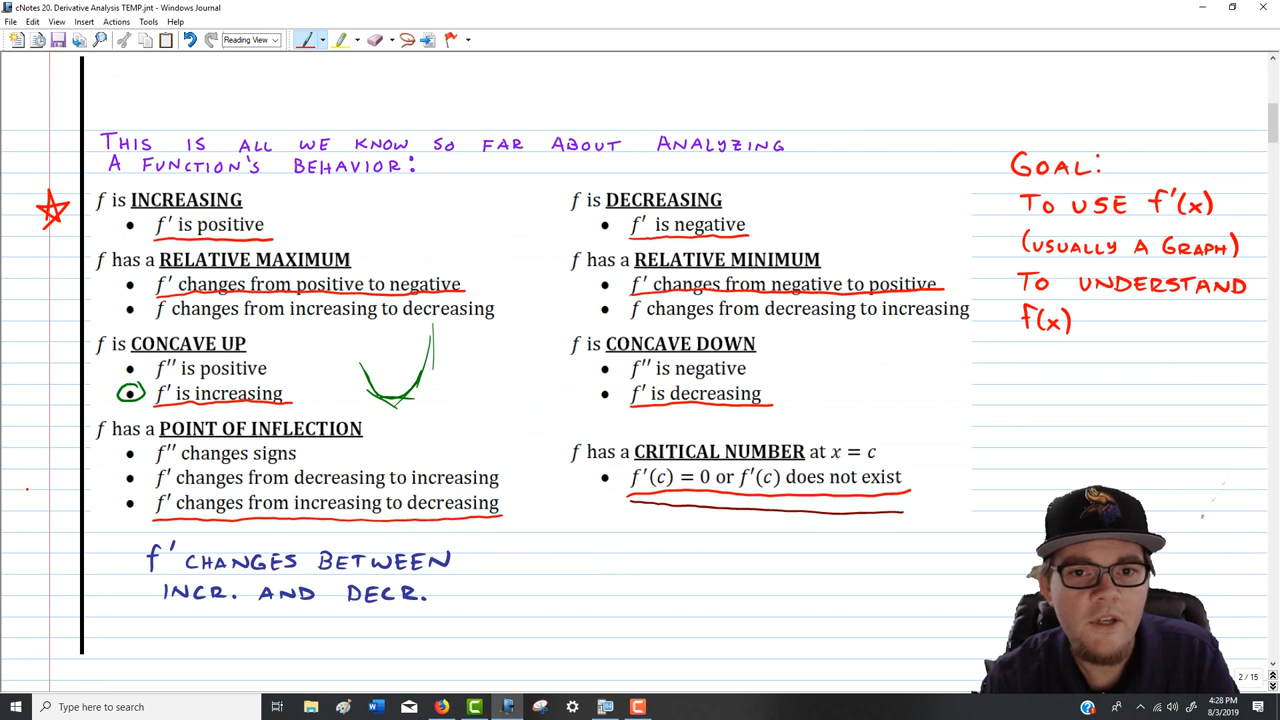 cNotes 20. Derivative Analysis TEMP.jnt - Windows Journal
File Edit View Insert Actions Tools Help
Reading View
THIS IS ALL WE KNOW SO FAR ABOUT ANALYZING
A FUNCTION'S BEHAVIOR:
f is INCREASING
• f′ is positive
f has a RELATIVE MAXIMUM
• f′ changes from positive to negative
• f changes from increasing to decreasing
f is CONCAVE UP
• f″ is positive
• f′ is increasing
f has a POINT OF INFLECTION
• f″ changes signs
• f′ changes from decreasing to increasing
• f′ changes from increasing to decreasing
f' CHANGES BETWEEN
INCR. AND DECR.
f is DECREASING
• f′ is negative
f has a RELATIVE MINIMUM
• f′ changes from negative to positive
• f changes from decreasing to increasing
f is CONCAVE DOWN
• f″ is negative
• f′ is decreasing
f has a CRITICAL NUMBER at x = c
• f′(c) = 0 or f′(c) does not exist
GOAL:
TO USE f'(x)
(USUALLY A GRAPH)
TO UNDERSTAND
f(x)
2 / 15
Type here to search
4:28 PM
8/3/2019